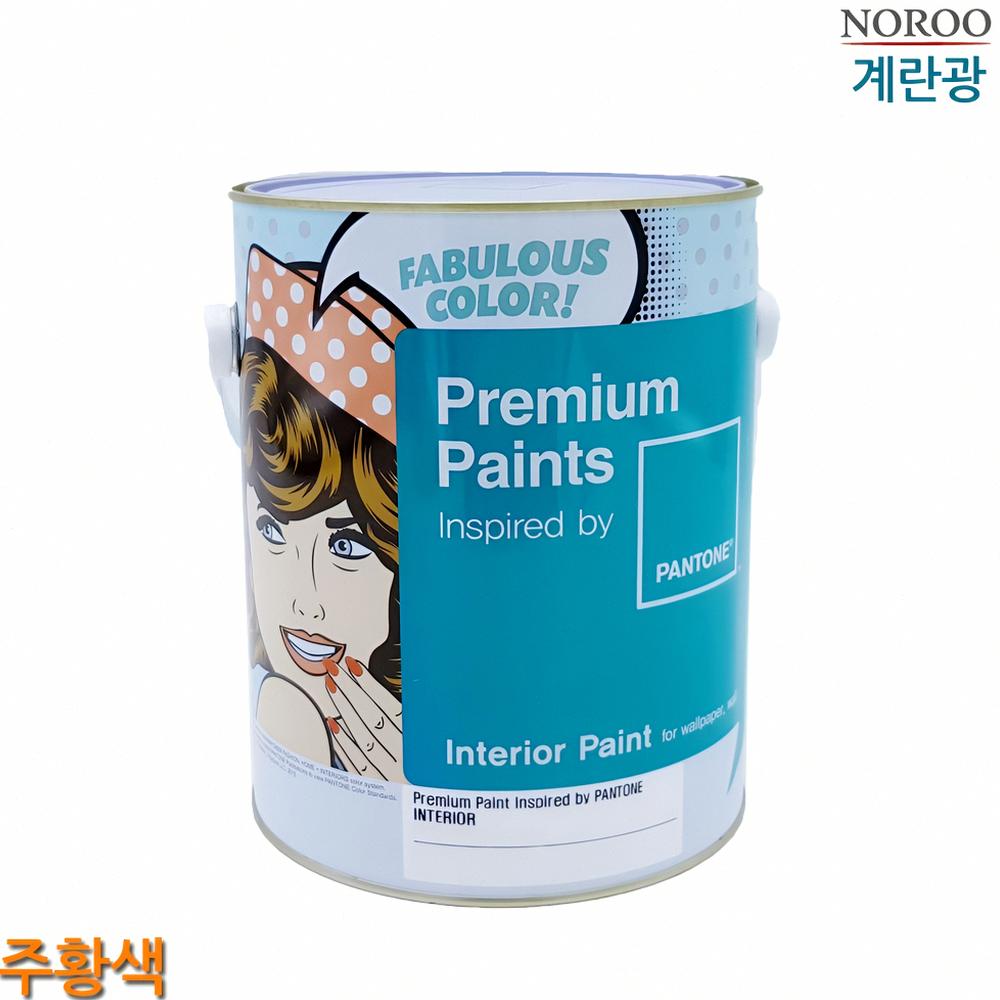 NOROO
계란광
FABULOUS
COLOR!
Premium
Paints
Inspired by
PANTONE®
Interior Paint for wallpaper, wall
Premium Paint Inspired by PANTONE
INTERIOR
주황색